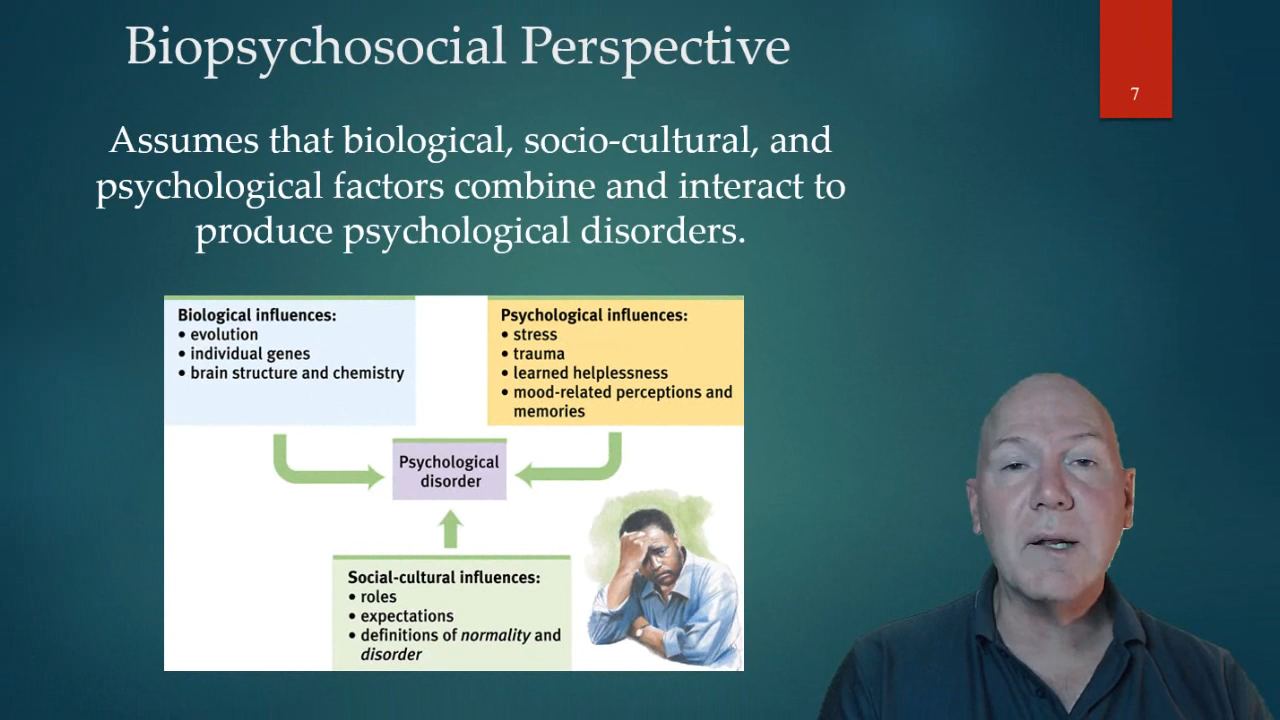 Biopsychosocial Perspective
7
Assumes that biological, socio-cultural, and
psychological factors combine and interact to
produce psychological disorders.
Biological influences:
• evolution
• individual genes
• brain structure and chemistry
Psychological influences:
• stress
• trauma
• learned helplessness
• mood-related perceptions and
memories
Psychological
disorder
Social-cultural influences:
• roles
• expectations
• definitions of normality and
disorder